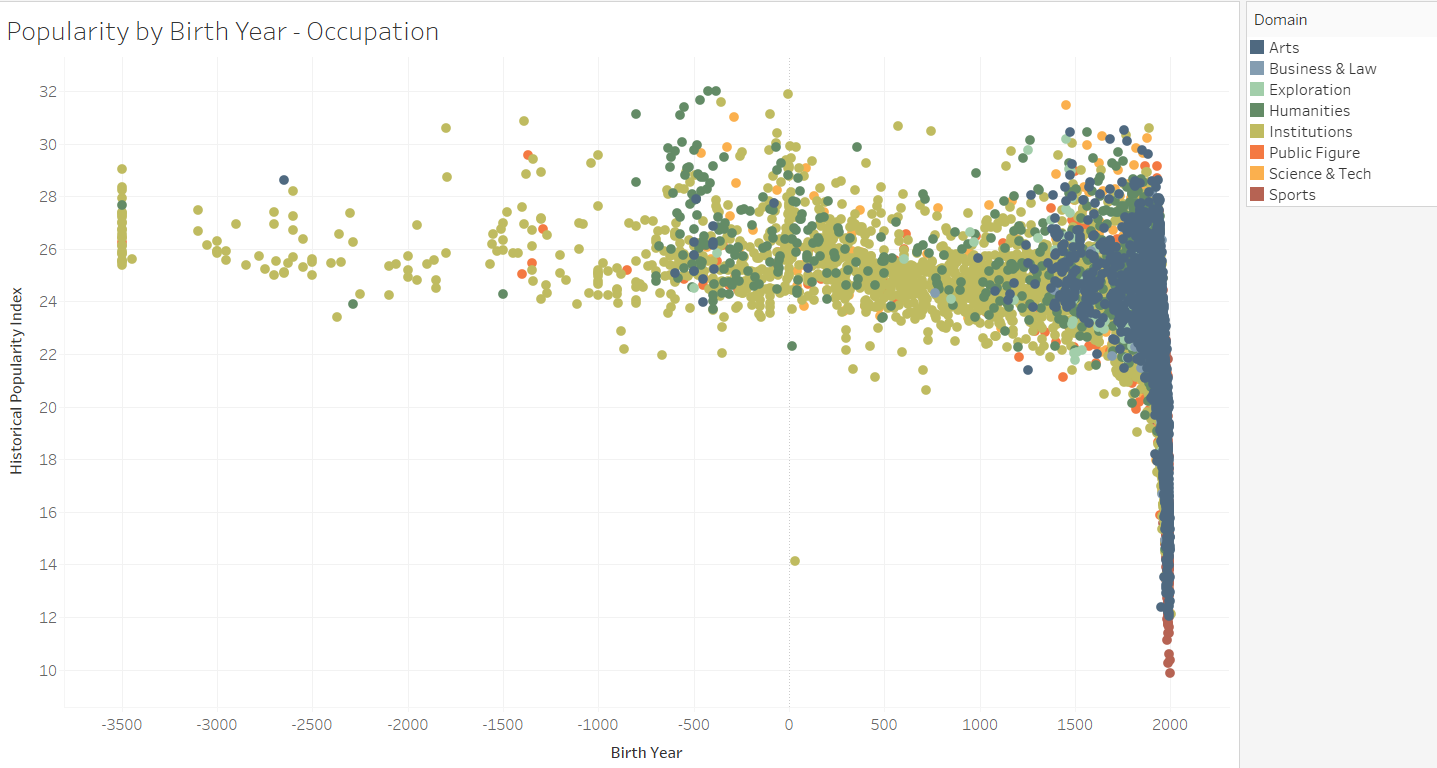 Popularity by Birth Year - Occupation
Domain
Arts
Business & Law
Exploration
Humanities
Institutions
Public Figure
Science & Tech
Sports
Historical Popularity Index
32
30
28
26
24
22
20
18
16
14
12
10
-3500 -3000 -2500 -2000 -1500 -1000 -500 0 500 1000 1500 2000
Birth Year